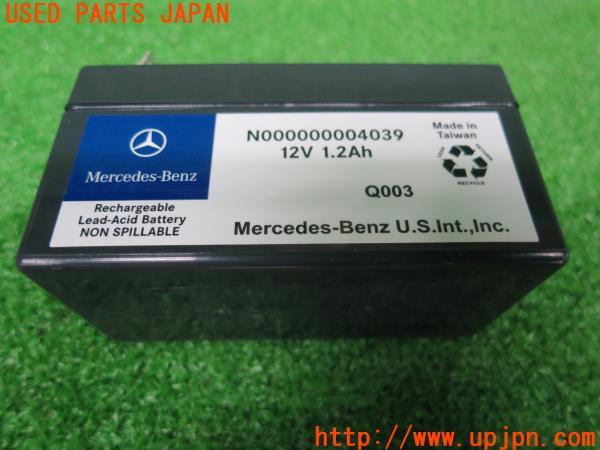 USED PARTS JAPAN
Mercedes-Benz
Rechargeable
Lead-Acid Battery
NON SPILLABLE
N000000004039
12V 1.2Ah
Q003
Mercedes-Benz U.S.Int.,Inc.
Made in
Taiwan
LEAD
RECYCLE
http://www.upjpn.com/